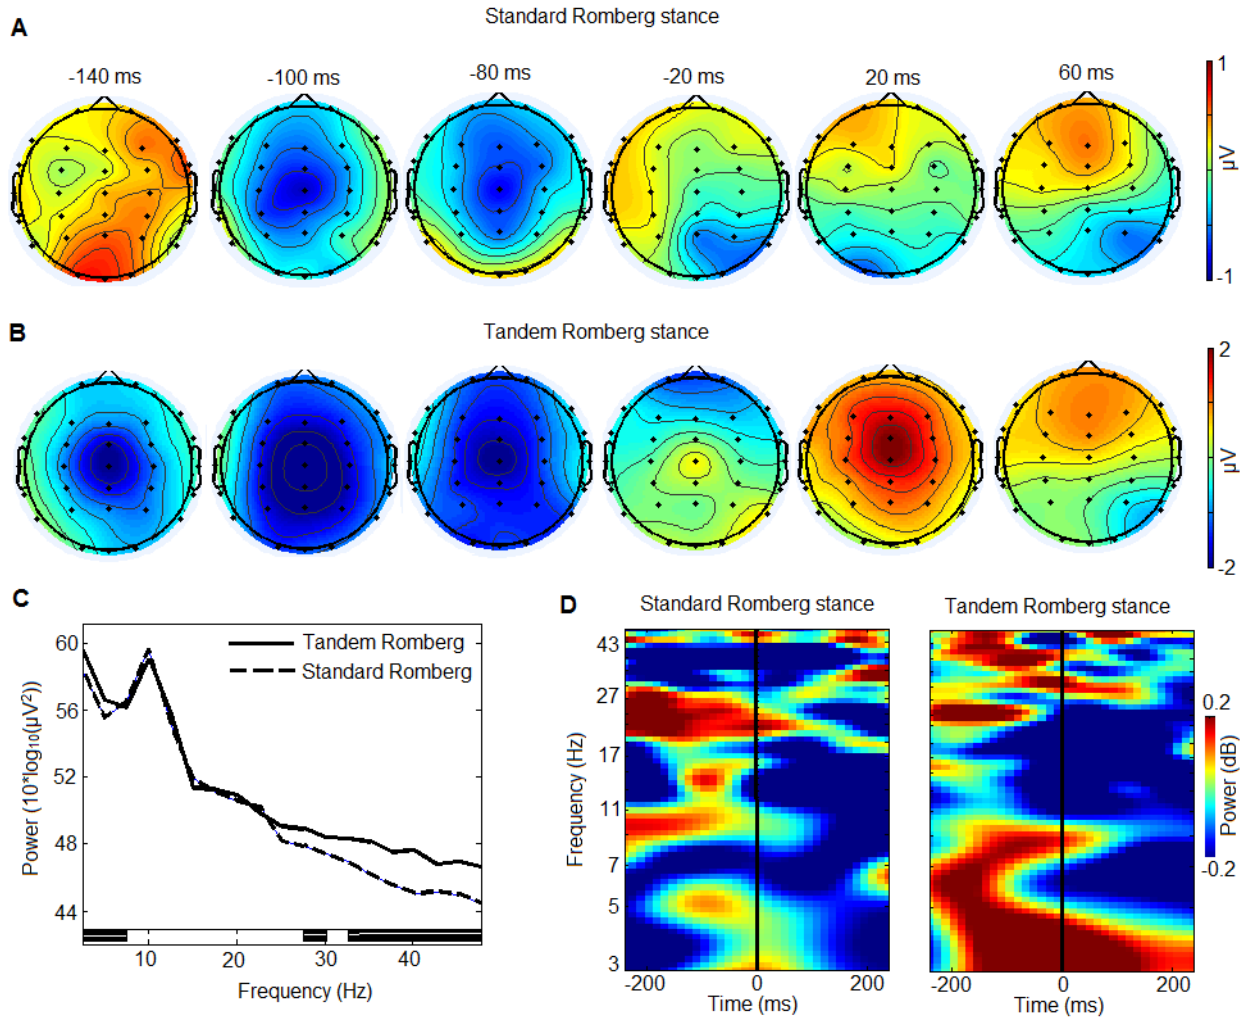 A
Standard Romberg stance
-140 ms
-100 ms
-80 ms
-20 ms
20 ms
60 ms
1
µV
-1
B
Tandem Romberg stance
2
µV
-2
C
60
56
52
48
44
Power (10*log10(µV²))
Tandem Romberg
Standard Romberg
10
20
30
40
Frequency (Hz)
D
Standard Romberg stance
Tandem Romberg stance
43
27
17
11
7
5
3
Frequency (Hz)
-200
0
200
Time (ms)
-200
0
200
Time (ms)
0.2
Power (dB)
-0.2